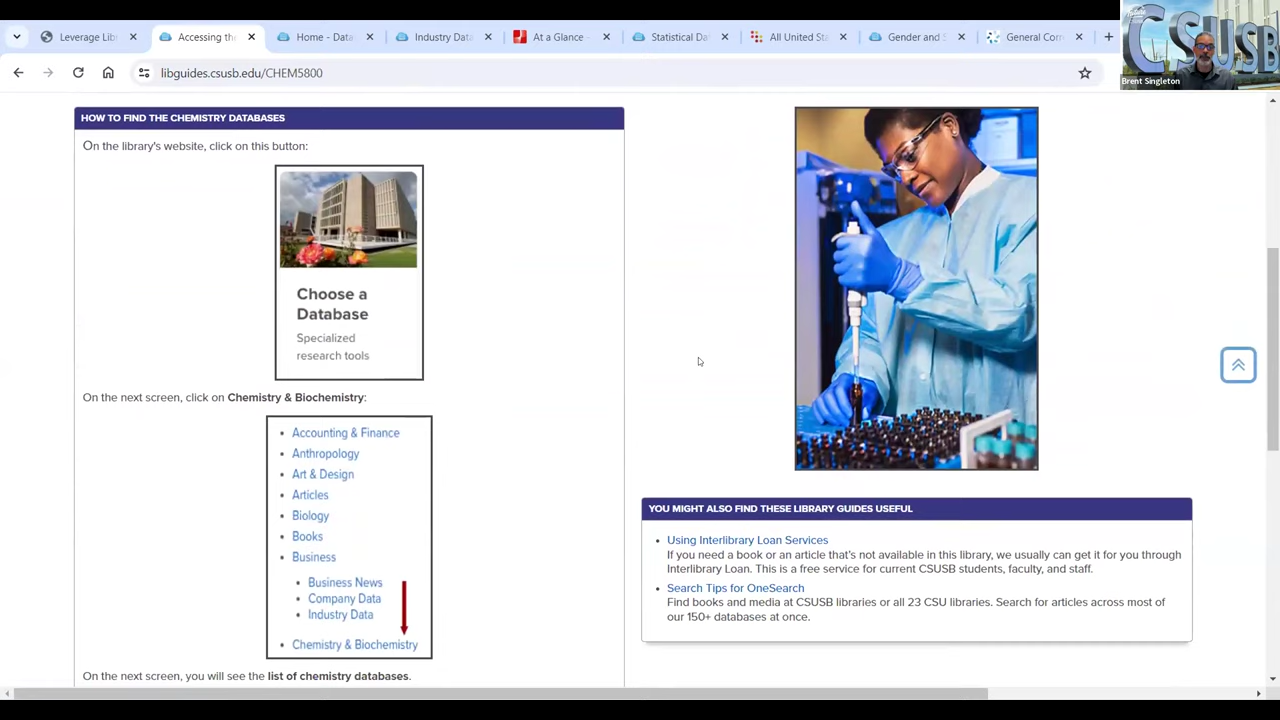 Leverage Lib
Accessing the
Home - Data
Industry Data
At a Glance -
Statistical Da
All United Sta
Gender and S
General Com
libguides.csusb.edu/CHEM5800
CSUSB
Brent Singleton
HOW TO FIND THE CHEMISTRY DATABASES
On the library's website, click on this button:
Choose a
Database
Specialized
research tools
On the next screen, click on Chemistry & Biochemistry:
• Accounting & Finance
• Anthropology
• Art & Design
• Articles
• Biology
• Books
• Business
• Business News
• Company Data
• Industry Data
• Chemistry & Biochemistry
On the next screen, you will see the list of chemistry databases.
YOU MIGHT ALSO FIND THESE LIBRARY GUIDES USEFUL
• Using Interlibrary Loan Services
If you need a book or an article that's not available in this library, we usually can get it for you through
Interlibrary Loan. This is a free service for current CSUSB students, faculty, and staff.
• Search Tips for OneSearch
Find books and media at CSUSB libraries or all 23 CSU libraries. Search for articles across most of
our 150+ databases at once.